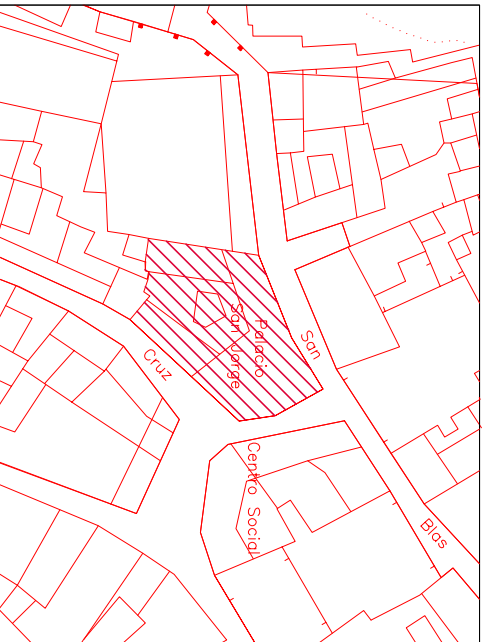 San
Palacio
San Jorge
Cruz
Centro Social
Blas